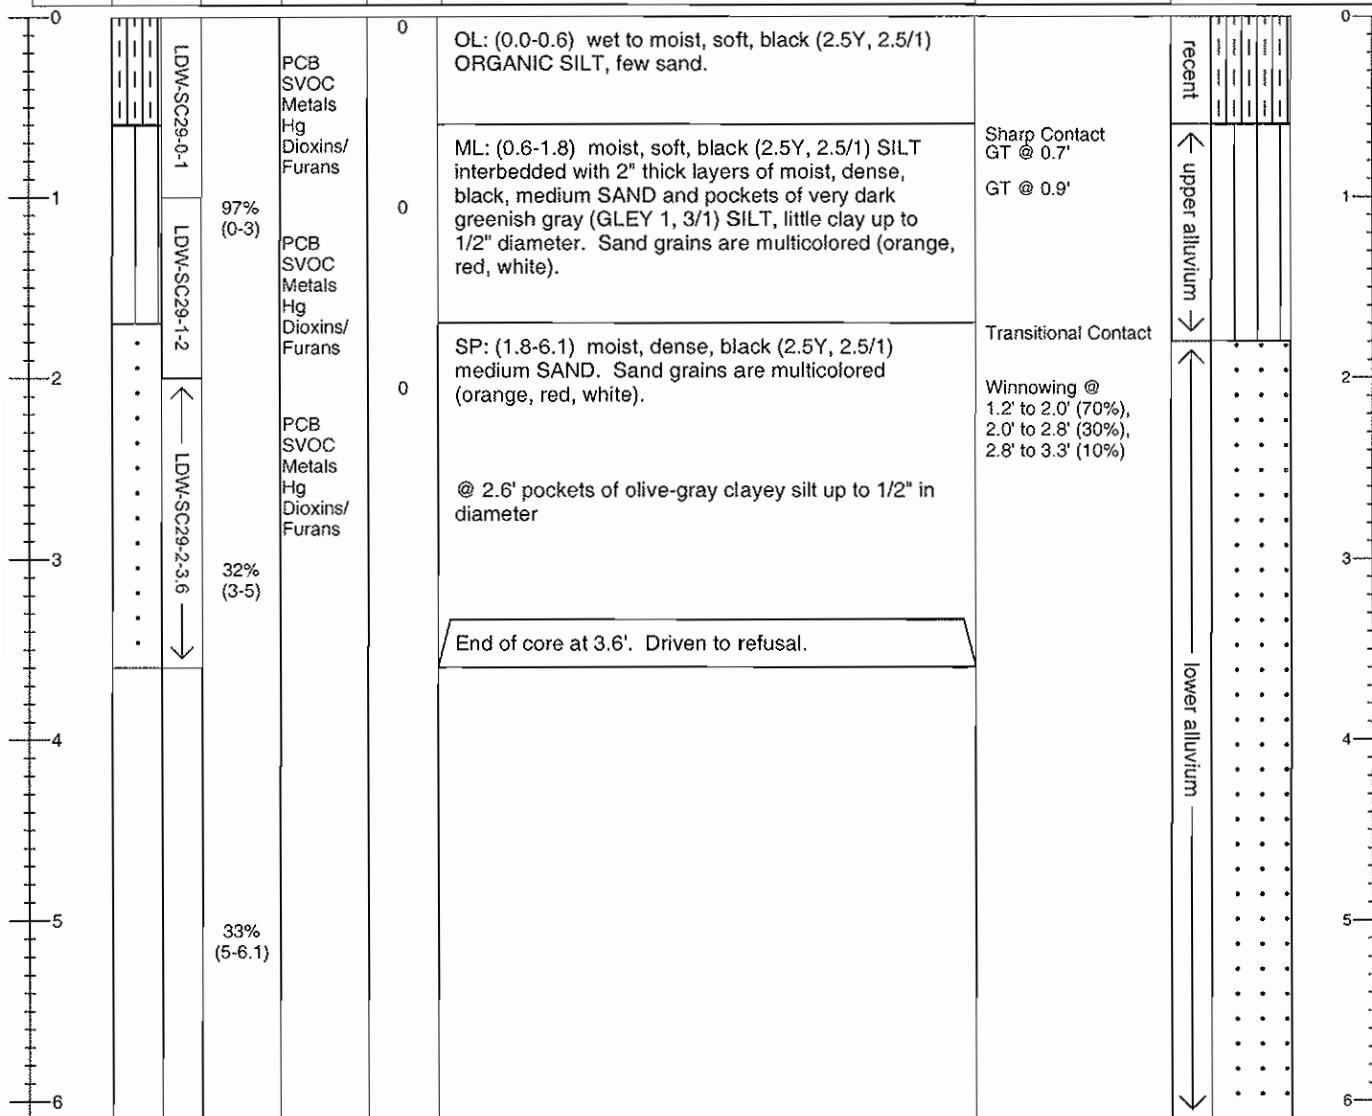 0
1
2
3
4
5
6
LDW-SC29-0-1
LDW-SC29-1-2
LDW-SC29-2-3.6
97%
(0-3)
32%
(3-5)
33%
(5-6.1)
PCB
SVOC
Metals
Hg
Dioxins/
Furans
PCB
SVOC
Metals
Hg
Dioxins/
Furans
PCB
SVOC
Metals
Hg
Dioxins/
Furans
0
0
0
OL: (0.0-0.6) wet to moist, soft, black (2.5Y, 2.5/1)
ORGANIC SILT, few sand.
ML: (0.6-1.8) moist, soft, black (2.5Y, 2.5/1) SILT
interbedded with 2" thick layers of moist, dense,
black, medium SAND and pockets of very dark
greenish gray (GLEY 1, 3/1) SILT, little clay up to
1/2" diameter. Sand grains are multicolored (orange,
red, white).
SP: (1.8-6.1) moist, dense, black (2.5Y, 2.5/1)
medium SAND. Sand grains are multicolored
(orange, red, white).
@ 2.6' pockets of olive-gray clayey silt up to 1/2" in
diameter
End of core at 3.6'. Driven to refusal.
Sharp Contact
GT @ 0.7'
GT @ 0.9'
Transitional Contact
Winnowing @
1.2' to 2.0' (70%),
2.0' to 2.8' (30%),
2.8' to 3.3' (10%)
recent
upper alluvium
lower alluvium
0
1
2
3
4
5
6